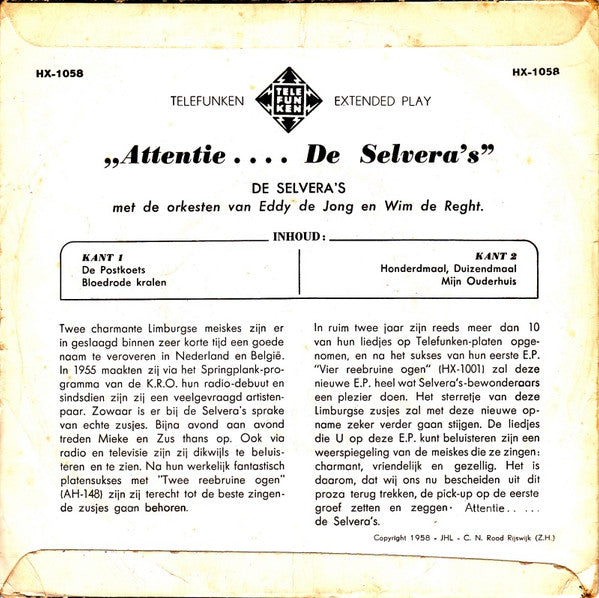 HX-1058
HX-1058
TELEFUNKEN TELE FUN KEN EXTENDED PLAY
„Attentie .... De Selvera's”
DE SELVERA'S
met de orkesten van Eddy de Jong en Wim de Reght.
INHOUD:
KANT 1
De Postkoets
Bloedrode kralen
KANT 2
Honderdmaal, Duizendmaal
Mijn Ouderhuis
Twee charmante Limburgse meiskes zijn er
in geslaagd binnen zeer korte tijd een goede
naam te veroveren in Nederland en België.
In 1955 maakten zij via het Springplank-pro-
gramma van de K.R.O. hun radio-debuut en
sindsdien zijn zij een veelgevraagd artisten-
paar. Zowaar is er bij de Selvera's sprake
van echte zusjes. Bijna avond aan avond
treden Mieke en Zus thans op. Ook via
radio en televisie zijn zij dikwijls te beluis-
teren en te zien. Na hun werkelijk fantastisch
platensukses met "Twee reebruine ogen"
(AH-148) zijn zij terecht tot de beste zingen-
de zusjes gaan behoren.
In ruim twee jaar zijn reeds meer dan 10
van hun liedjes op Telefunken-platen opge-
nomen, en na het sukses van hun eerste E.P.
"Vier reebruine ogen" (HX-1001) zal deze
nieuwe E.P. heel wat Selvera's-bewonderaars
een plezier doen. Het sterretje van deze
Limburgse zusjes zal met deze nieuwe op-
name zeker verder gaan stijgen. De liedjes
die U op deze E.P. kunt beluisteren zijn een
weerspiegeling van de meiskes die ze zingen:
charmant, vriendelijk en gezellig. Het is
daarom, dat wij ons nu bescheiden uit dit
proza terug trekken, de pick-up op de eerste
groef zetten en zeggen· Attentie.....
de Selvera's.
Copyright 1958 - JHL - C. N. Rood Rijswijk (Z.H.)